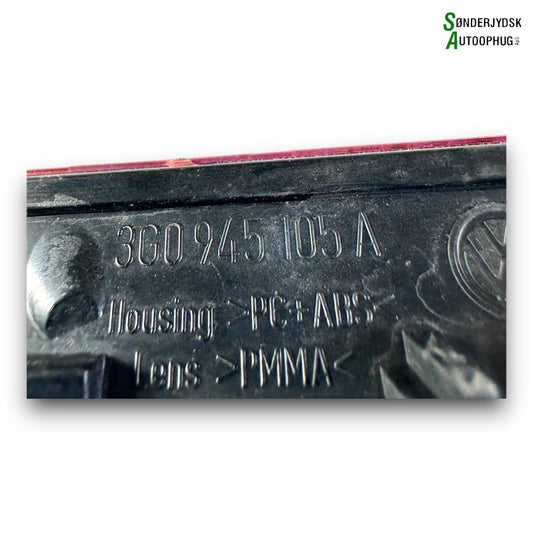 SØNDERJYDSK
AUTOOPHUG A/S
3G0 945 105 A
Housing >PC+ABS<
Lens >PMMA<